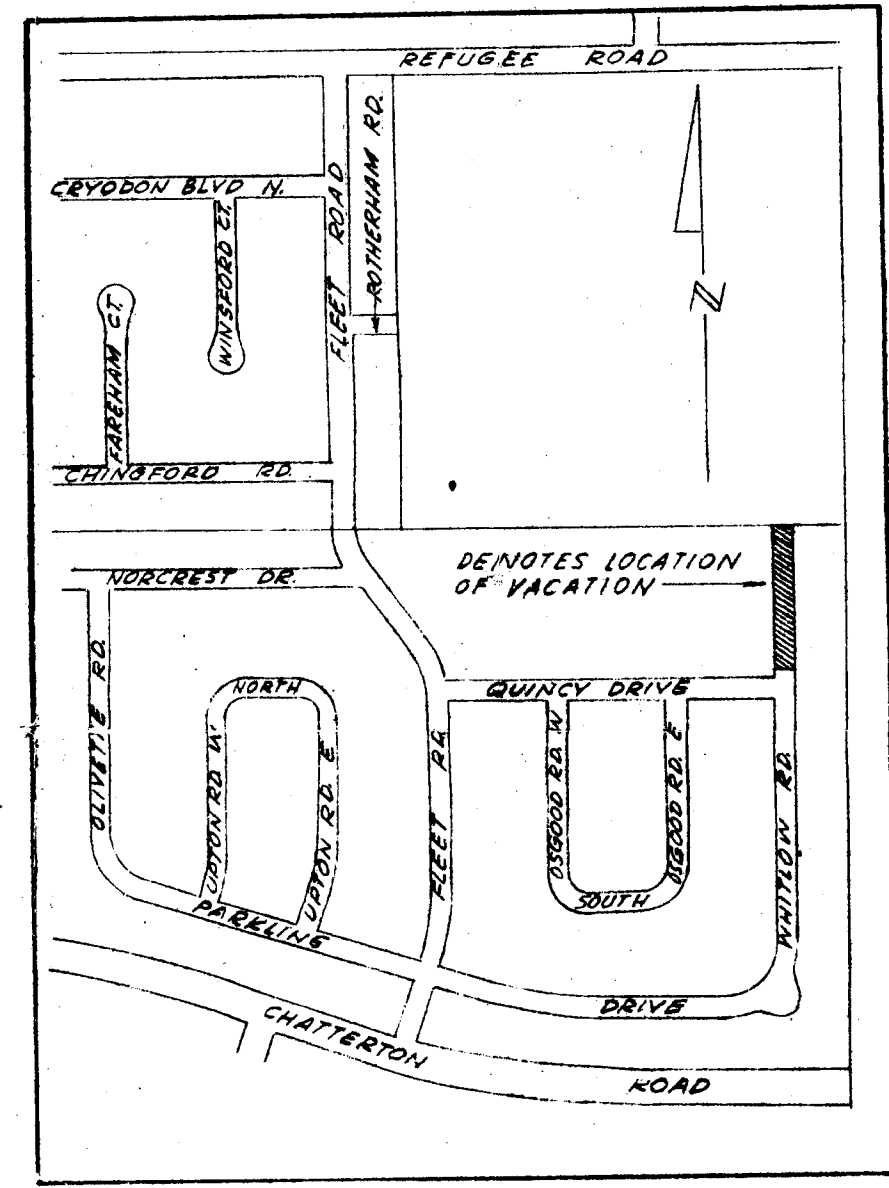 REFUGEE ROAD
ROTHERHAM RD.
CRYODON BLVD N.
FLEET ROAD
WINSFORD CT.
FAREHAM CT.
N
CHINGFORD RD.
DENOTES LOCATION
OF VACATION
NORCREST DR.
OLIVETTE RD.
NORTH
QUINCY DRIVE
UPTON RD. W.
UPTON RD. E
FLEET RD.
OSGOOD RD. W
OSGOOD RD. E
WHITLOW RD.
SOUTH
PARKLING
DRIVE
CHATTERTON
ROAD